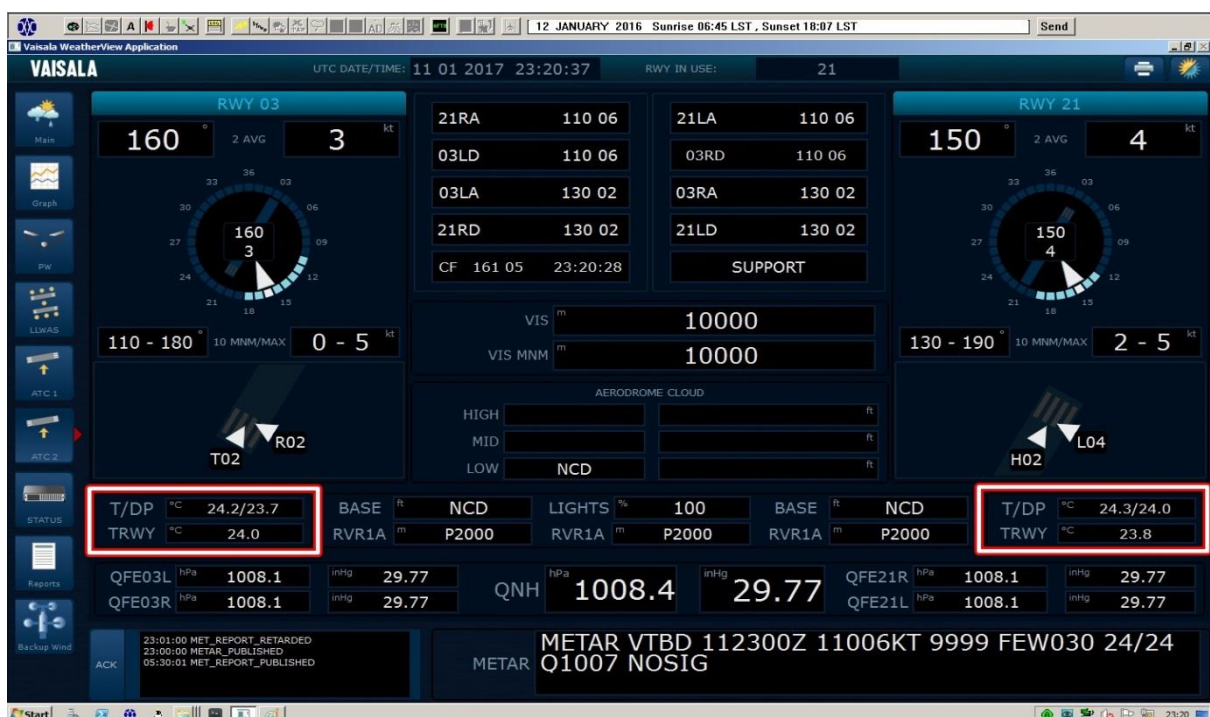 12 JANUARY 2016 Sunrise 06:45 LST , Sunset 18:07 LST Send
Vaisala WeatherView Application
VAISALA UTC DATE/TIME: 11 01 2017 23:20:37 RWY IN USE: 21
Main
Graph
PW
LLWAS
ATC 1
ATC 2
STATUS
Reports
Backup Wind
RWY 03
160 ° 2 AVG 3 kt
36
33 03
30 06
27 09
24 12
21 15
18
160
3
110 - 180 ° 10 MNM/MAX 0 - 5 kt
R02
T02
21RA 110 06
03LD 110 06
03LA 130 02
21RD 130 02
CF 161 05 23:20:28
21LA 110 06
03RD 110 06
03RA 130 02
21LD 130 02
SUPPORT
VIS m 10000
VIS MNM m 10000
AERODROME CLOUD
HIGH ft
MID ft
LOW NCD ft
RWY 21
150 ° 2 AVG 4 kt
36
33 03
30 06
27 09
24 12
21 15
18
150
4
130 - 190 ° 10 MNM/MAX 2 - 5 kt
L04
H02
T/DP °C 24.2/23.7 BASE ft NCD LIGHTS % 100 BASE ft NCD T/DP °C 24.3/24.0
TRWY °C 24.0 RVR1A m P2000 RVR1A m P2000 RVR1A m P2000 TRWY °C 23.8
QFE03L hPa 1008.1 inHg 29.77 QNH hPa 1008.4 inHg 29.77 QFE21R hPa 1008.1 inHg 29.77
QFE03R hPa 1008.1 inHg 29.77 QFE21L hPa 1008.1 inHg 29.77
ACK
23:01:00 MET_REPORT_RETARDED
23:00:00 METAR_PUBLISHED
05:30:01 MET_REPORT_PUBLISHED
METAR
METAR VTBD 112300Z 11006KT 9999 FEW030 24/24
Q1007 NOSIG
Start 23:20